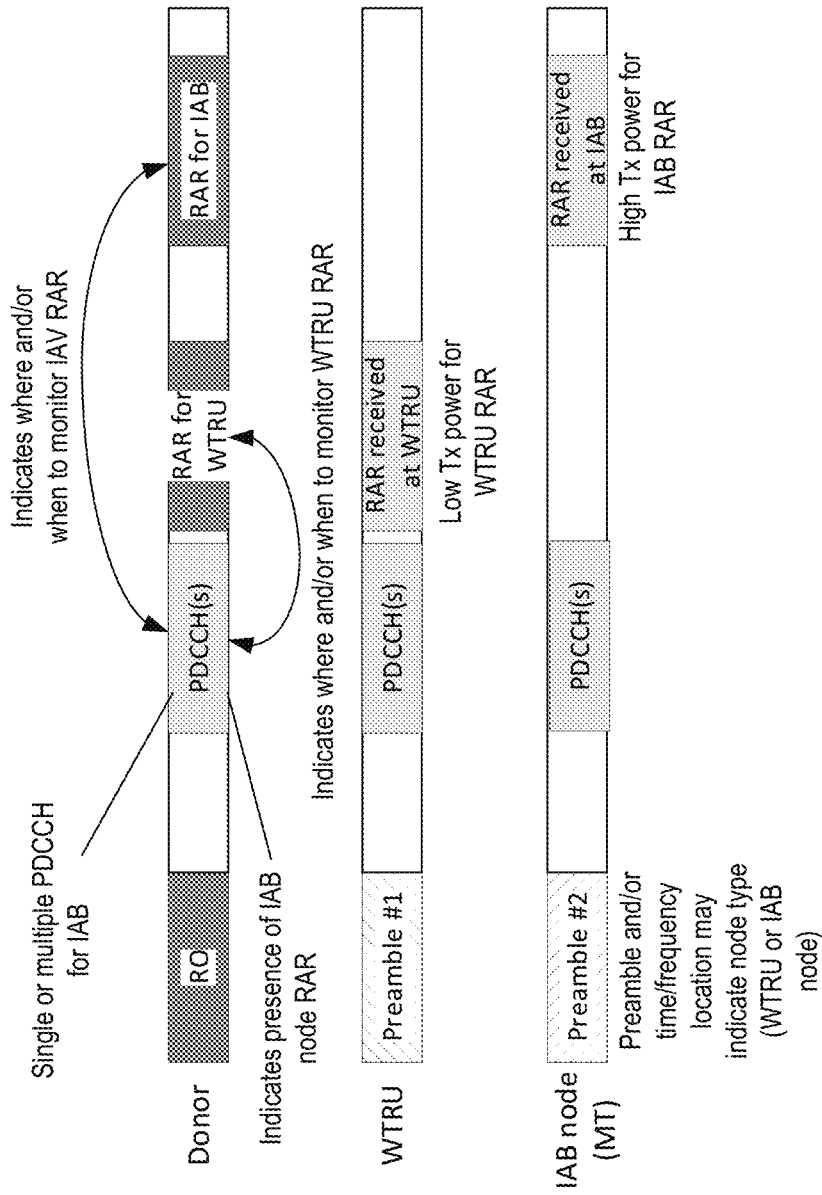 Indicates where and/or
when to monitor IAV RAR
Single or multiple PDCCH
for IAB
Donor
RO
PDCCH(s)
RAR for
WTRU
RAR for IAB
Indicates presence of IAB
node RAR
Indicates where and/or when to monitor WTRU RAR
WTRU
Preamble #1
PDCCH(s)
RAR received
at WTRU
Low Tx power for
WTRU RAR
IAB node
(MT)
Preamble #2
PDCCH(s)
RAR received
at IAB
Preamble and/or
time/frequency
location may
indicate node type
(WTRU or IAB
node)
High Tx power for
IAB RAR